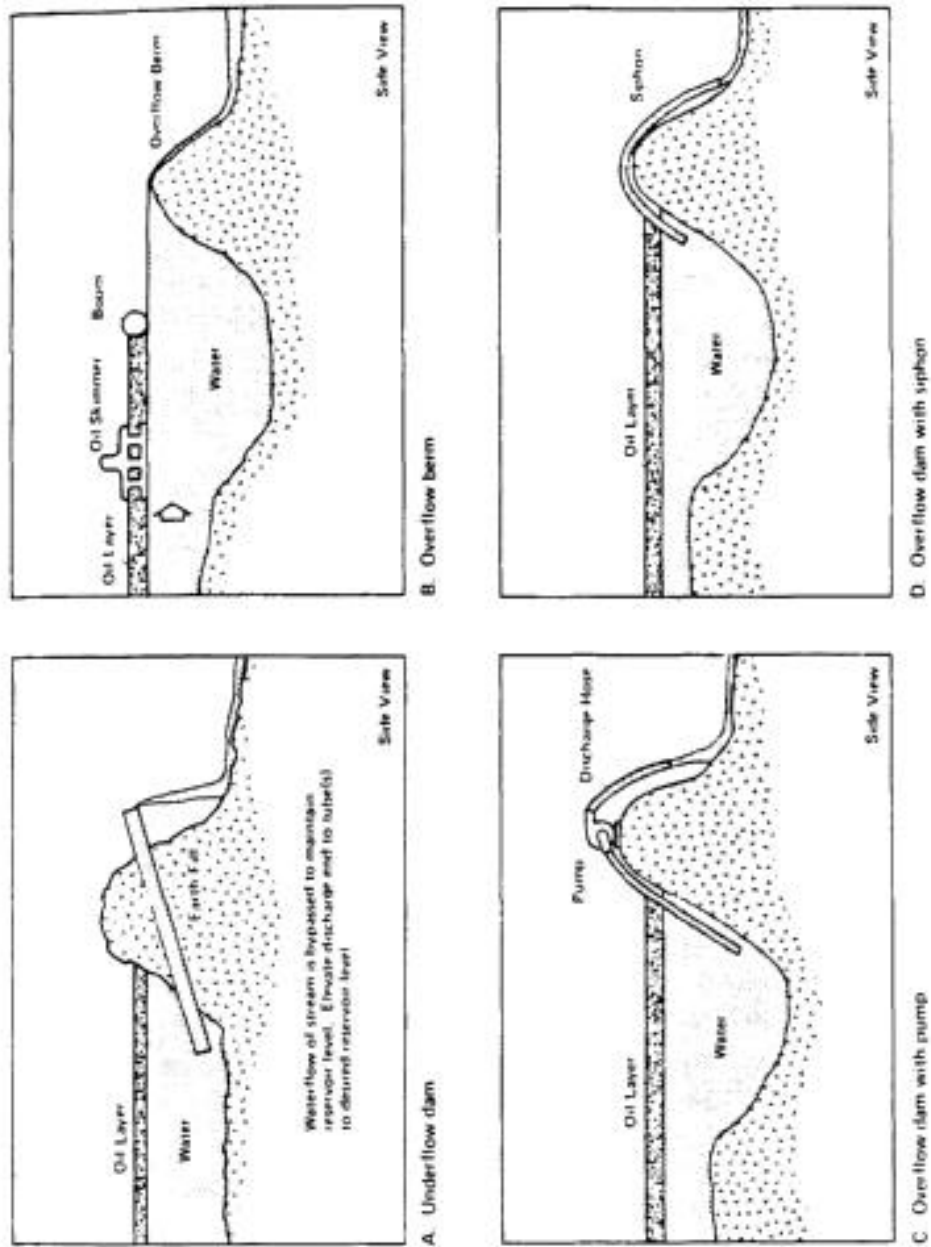 Oil Layer
Water
Earth Fill
Waterflow of stream is bypassed to maintain
reservoir level. Elevate discharge end to tube(s)
to desired reservoir level
Side View
A. Underflow dam
Oil Layer
Oil Skimmer
Boom
Overflow Berm
Water
Side View
B. Overflow berm
Oil Layer
Water
Pump
Discharge Hose
Side View
C Overflow dam with pump
Oil Layer
Water
Siphon
Side View
D. Overflow dam with siphon